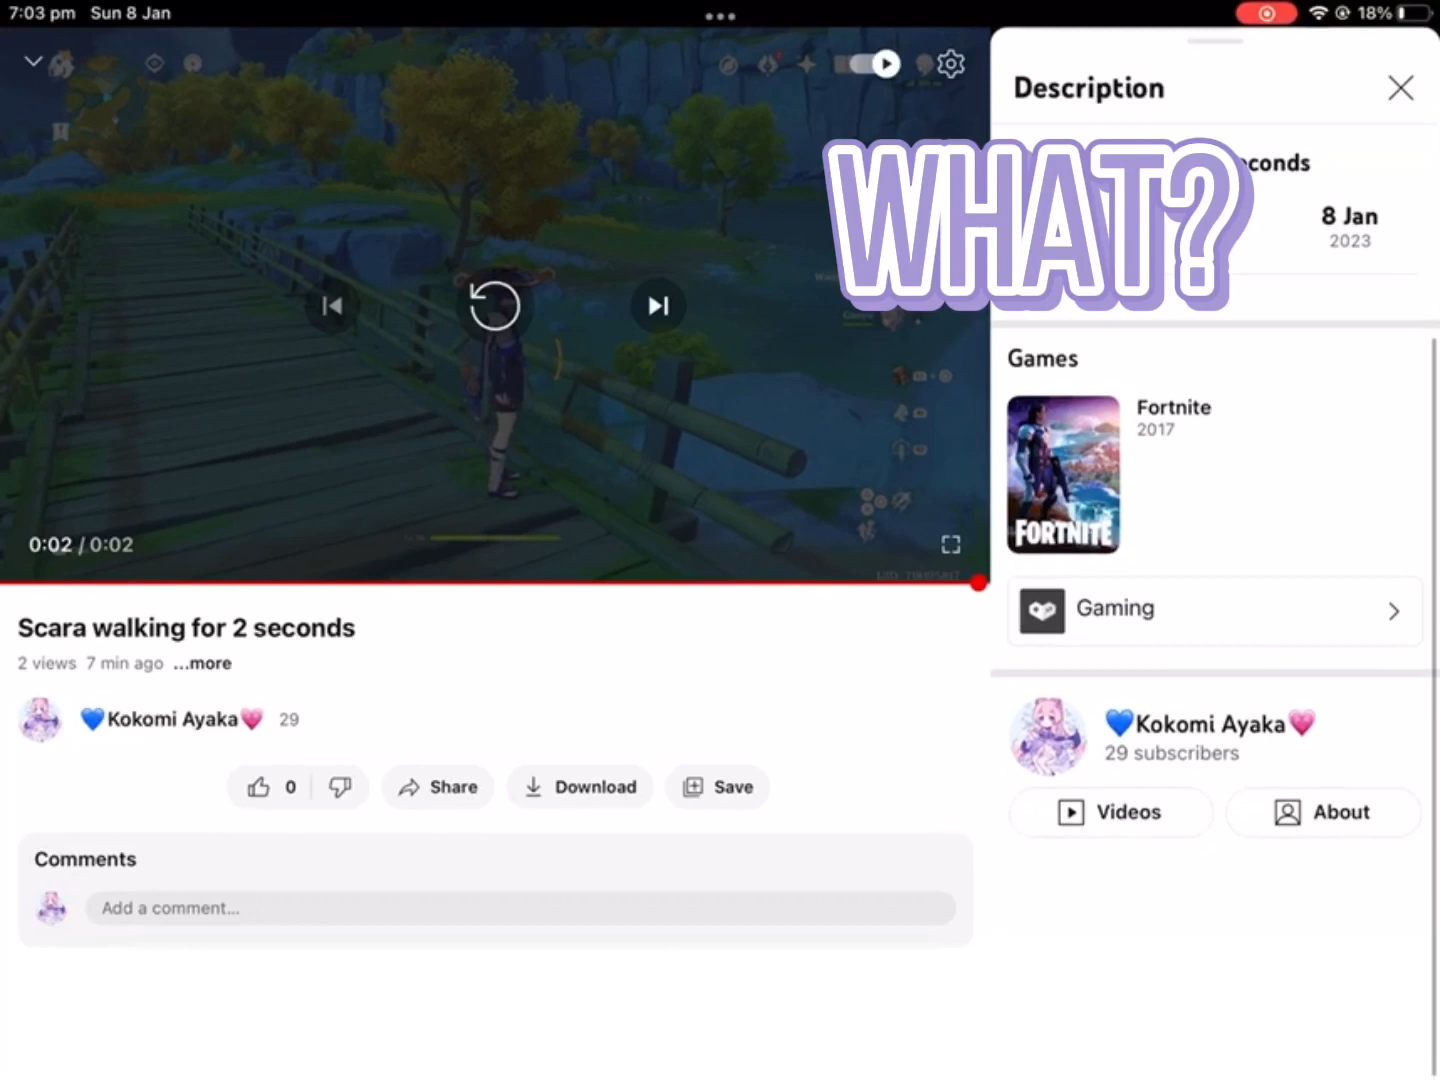 7:03 pm Sun 8 Jan
18%
Description
WHAT?
conds
8 Jan
2023
Games
Fortnite
2017
FORTNITE
Gaming
0:02 / 0:02
Scara walking for 2 seconds
2 views 7 min ago ...more
💙Kokomi Ayaka💗 29
0
Share
Download
Save
Comments
Add a comment...
💙Kokomi Ayaka💗
29 subscribers
Videos
About